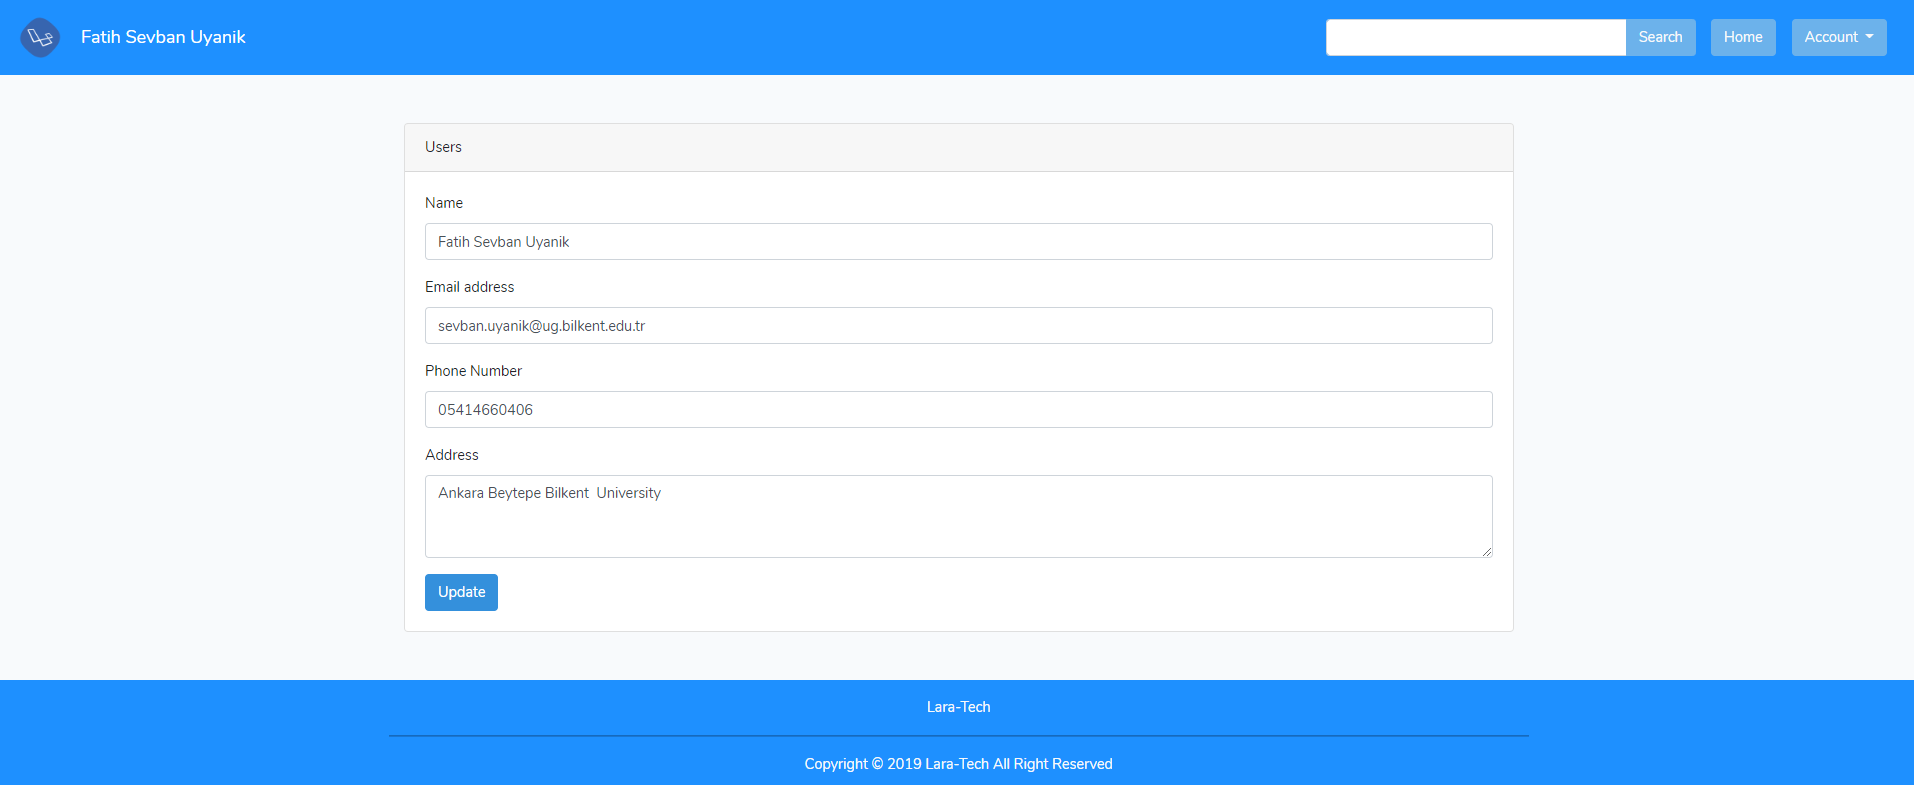 Fatih Sevban Uyanik
Search
Home
Account
Users
Name
Fatih Sevban Uyanik
Email address
sevban.uyanik@ug.bilkent.edu.tr
Phone Number
05414660406
Address
Ankara Beytepe Bilkent  University
Update
Lara-Tech
Copyright © 2019 Lara-Tech All Right Reserved